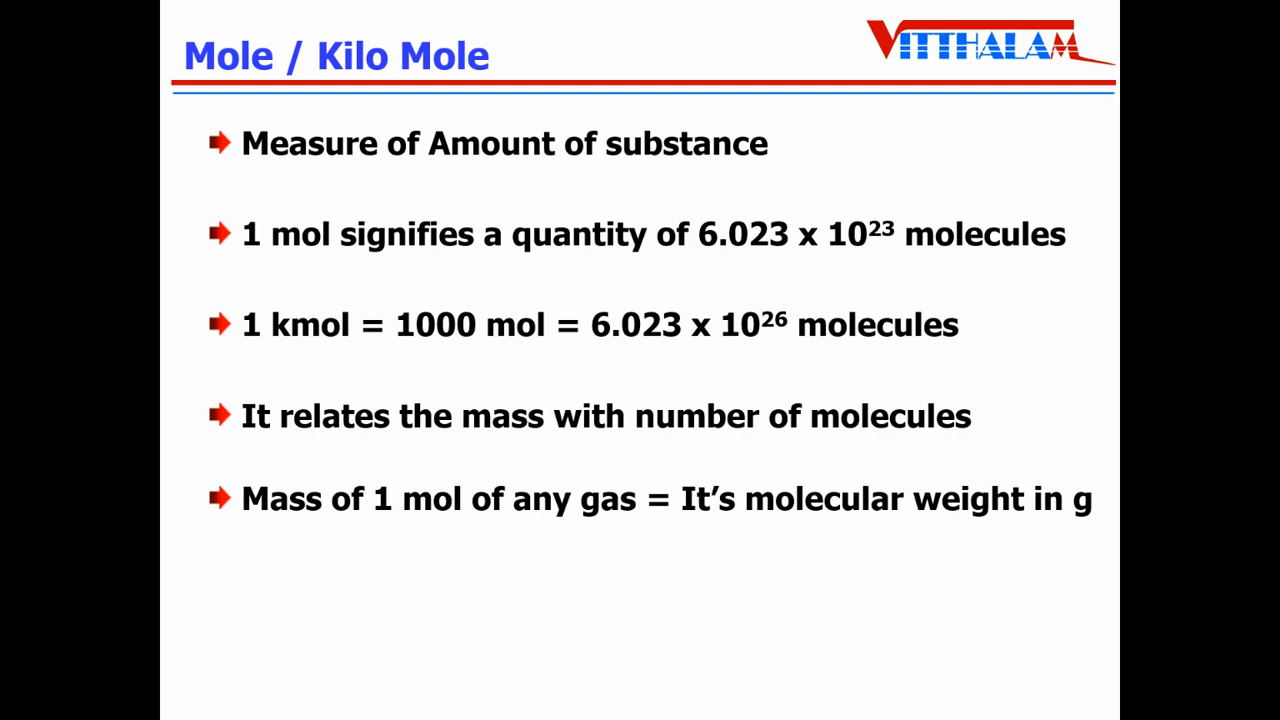 Mole / Kilo Mole
VITTHALAM
Measure of Amount of substance
1 mol signifies a quantity of 6.023 x 10²³ molecules
1 kmol = 1000 mol = 6.023 x 10²⁶ molecules
It relates the mass with number of molecules
Mass of 1 mol of any gas = It’s molecular weight in g